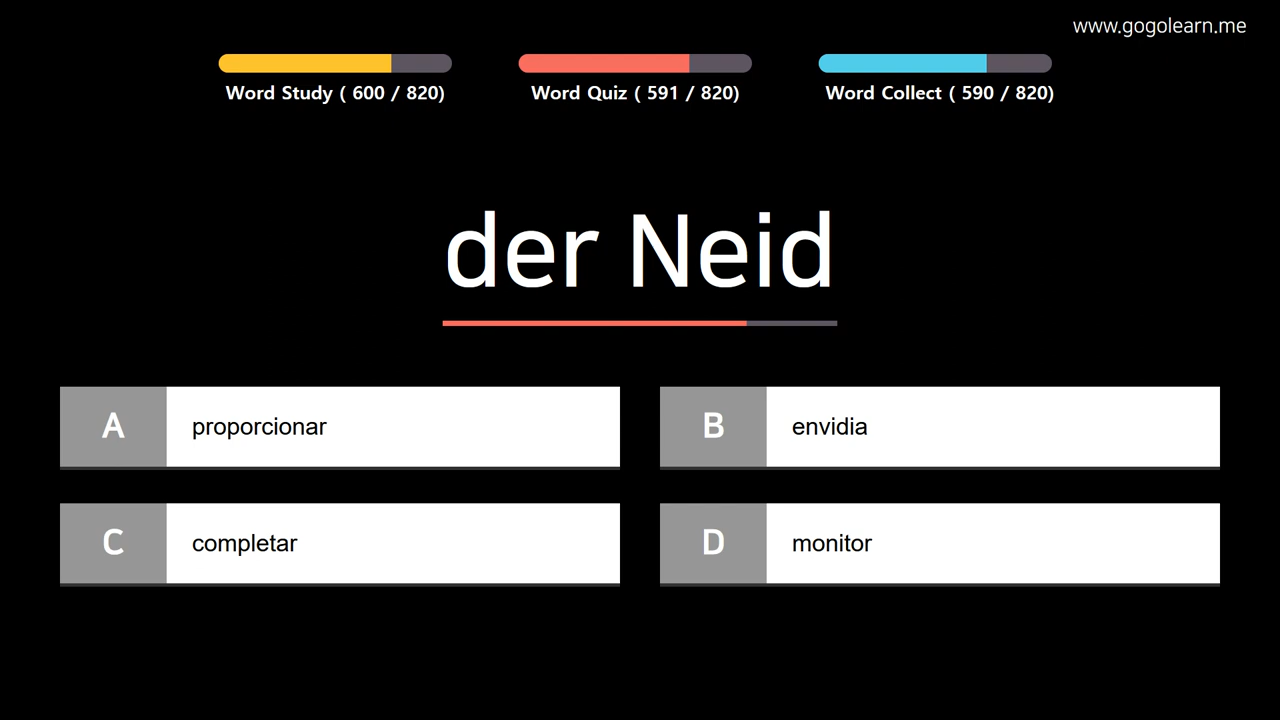 www.gogolearn.me
Word Study ( 600 / 820)
Word Quiz ( 591 / 820)
Word Collect ( 590 / 820)
der Neid
A proporcionar
B envidia
C completar
D monitor